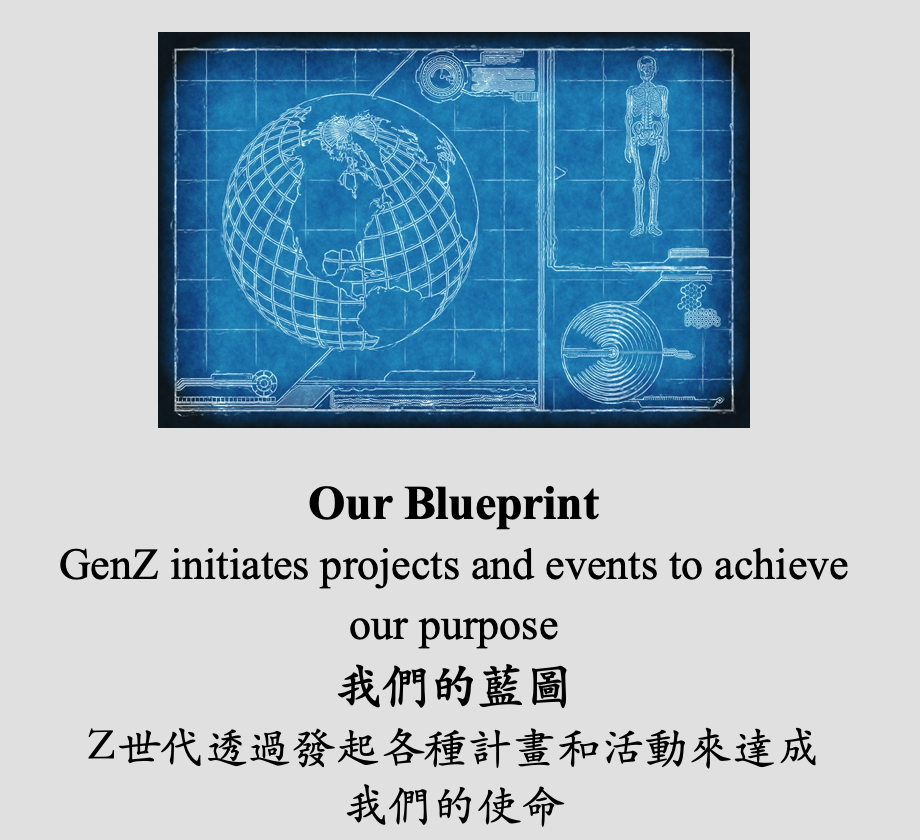 Our Blueprint
GenZ initiates projects and events to achieve
our purpose
我們的藍圖
Z世代透過發起各種計畫和活動來達成
我們的使命